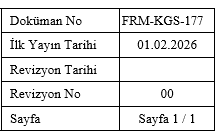 Doküman No FRM-KGS-177
İlk Yayın Tarihi 01.02.2026
Revizyon Tarihi
Revizyon No 00
Sayfa Sayfa 1 / 1